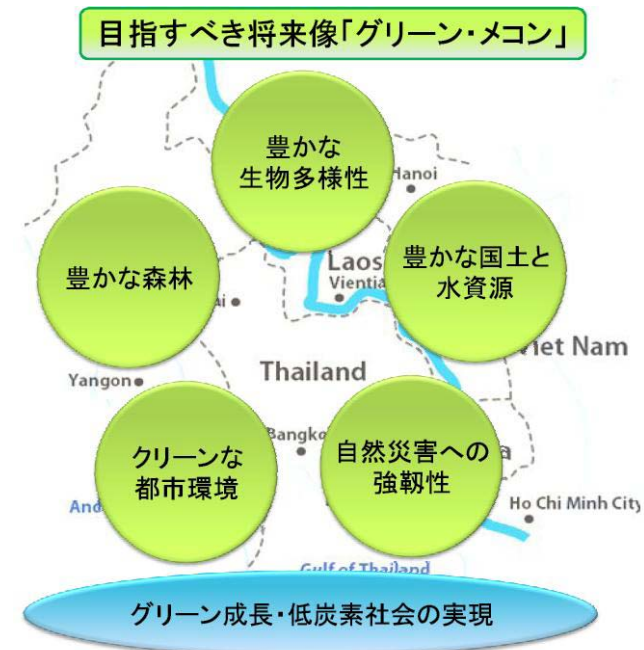 目指すべき将来像「グリーン・メコン」
豊かな
生物多様性
Hanoi
豊かな森林
Laos
Vientia
豊かな国土と
水資源
ai
Viet Nam
Yangon
Thailand
Bangko
クリーンな
都市環境
自然災害への
強靭性
a
And
Ho Chi Minh City
Gulf of Thailand
グリーン成長・低炭素社会の実現